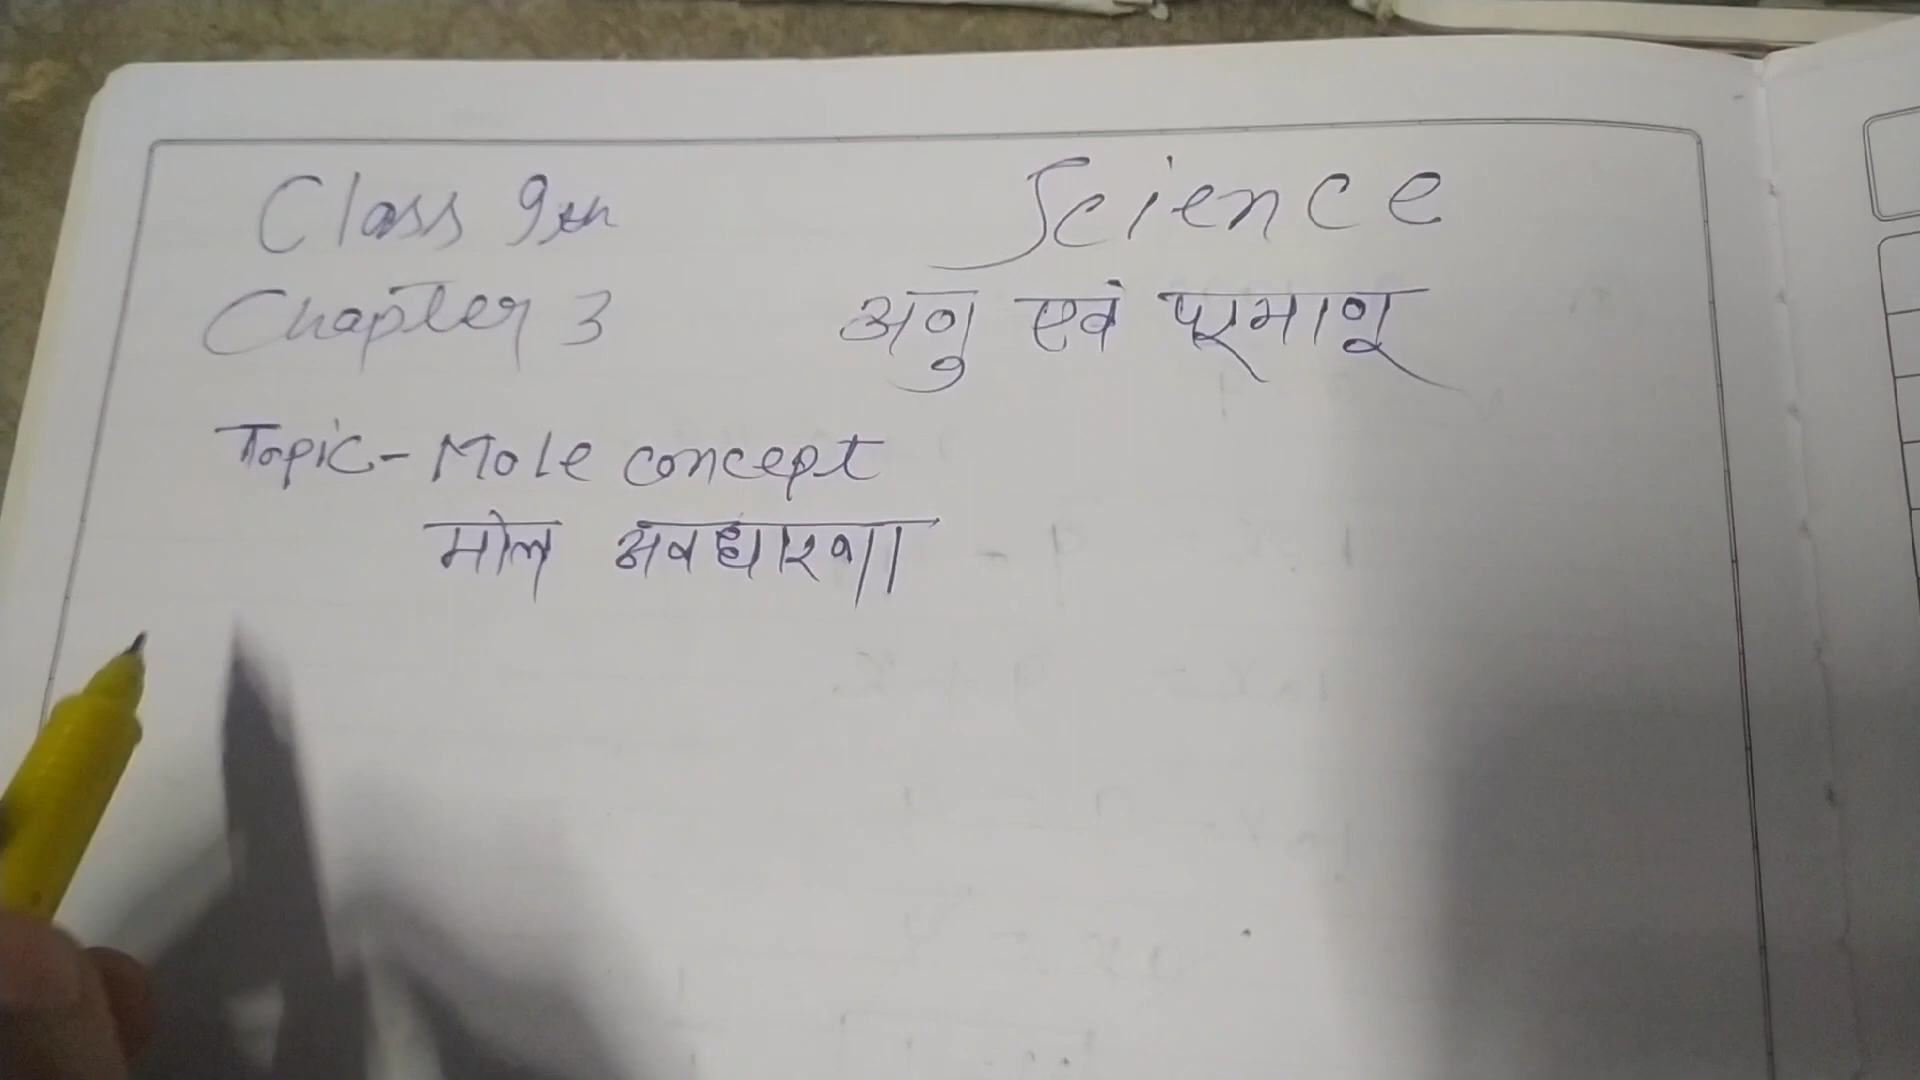 Class 9th Science
Chapter 3 अणु एवं परमाणु
Topic - Mole concept
मोल अवधारणा